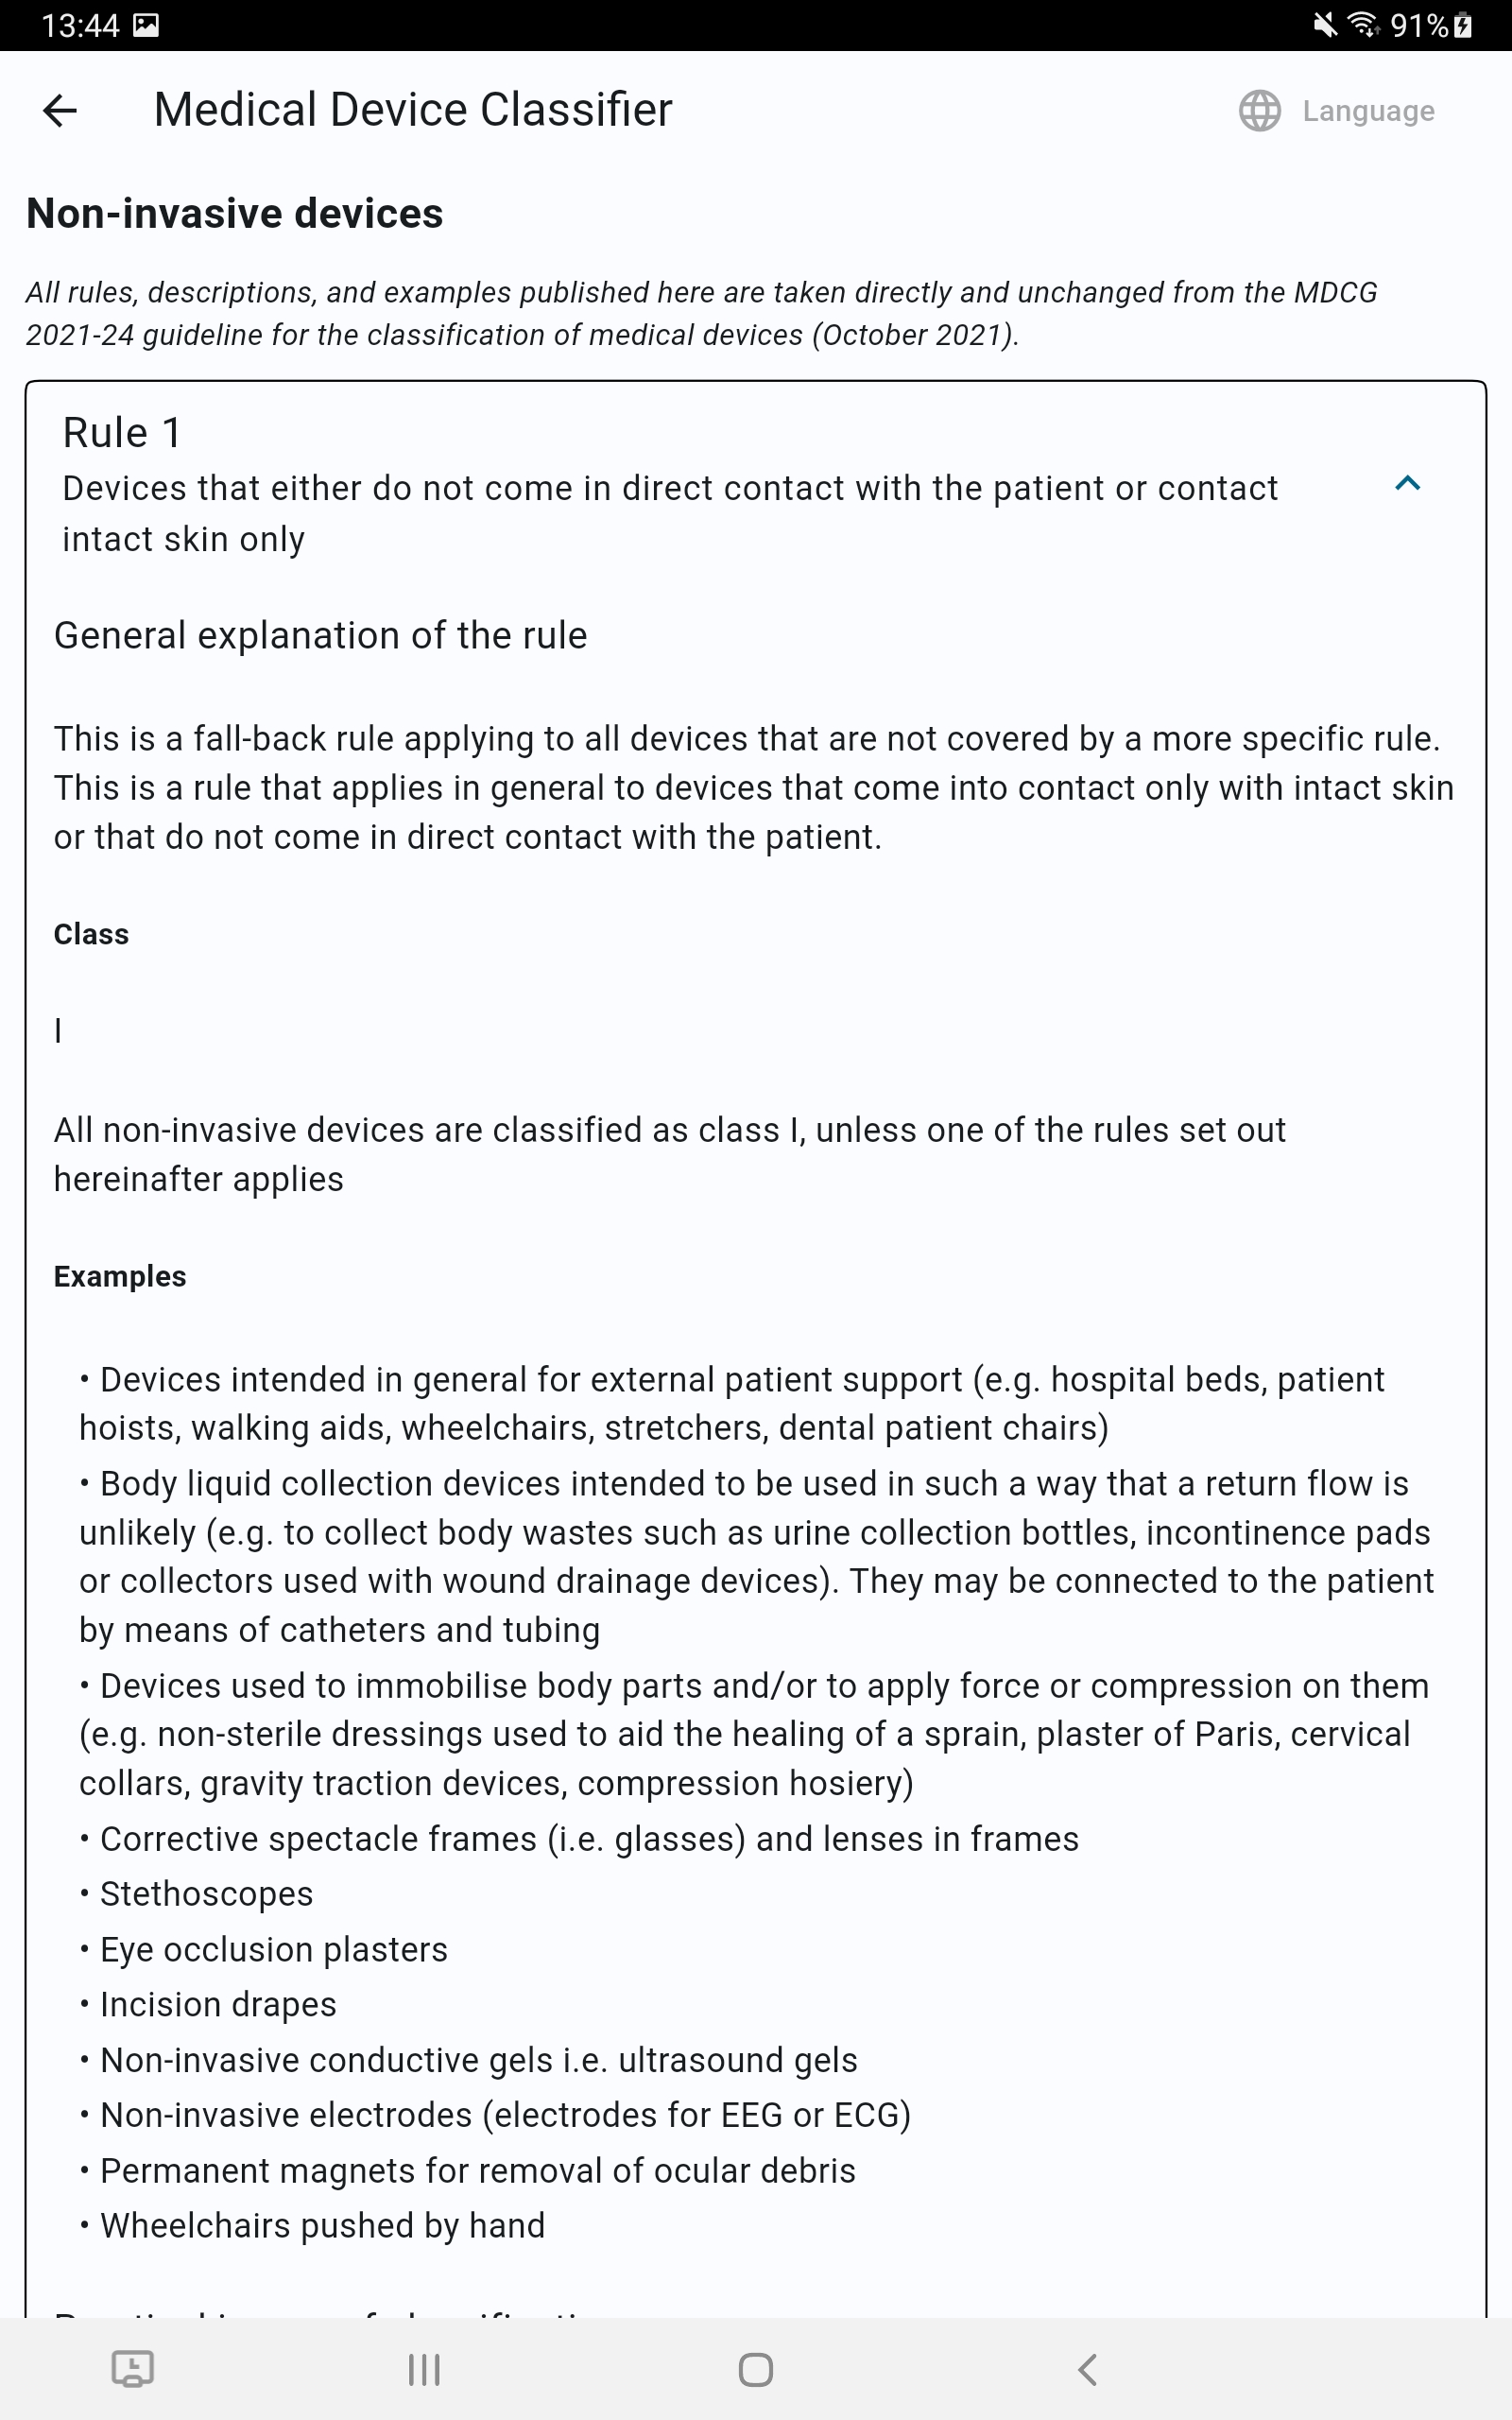 13:44
91%
Medical Device Classifier
Language
Non-invasive devices
All rules, descriptions, and examples published here are taken directly and unchanged from the MDCG
2021-24 guideline for the classification of medical devices (October 2021).
Rule 1
Devices that either do not come in direct contact with the patient or contact
intact skin only
General explanation of the rule
This is a fall-back rule applying to all devices that are not covered by a more specific rule.
This is a rule that applies in general to devices that come into contact only with intact skin
or that do not come in direct contact with the patient.
Class
I
All non-invasive devices are classified as class I, unless one of the rules set out
hereinafter applies
Examples
• Devices intended in general for external patient support (e.g. hospital beds, patient
hoists, walking aids, wheelchairs, stretchers, dental patient chairs)
• Body liquid collection devices intended to be used in such a way that a return flow is
unlikely (e.g. to collect body wastes such as urine collection bottles, incontinence pads
or collectors used with wound drainage devices). They may be connected to the patient
by means of catheters and tubing
• Devices used to immobilise body parts and/or to apply force or compression on them
(e.g. non-sterile dressings used to aid the healing of a sprain, plaster of Paris, cervical
collars, gravity traction devices, compression hosiery)
• Corrective spectacle frames (i.e. glasses) and lenses in frames
• Stethoscopes
• Eye occlusion plasters
• Incision drapes
• Non-invasive conductive gels i.e. ultrasound gels
• Non-invasive electrodes (electrodes for EEG or ECG)
• Permanent magnets for removal of ocular debris
• Wheelchairs pushed by hand